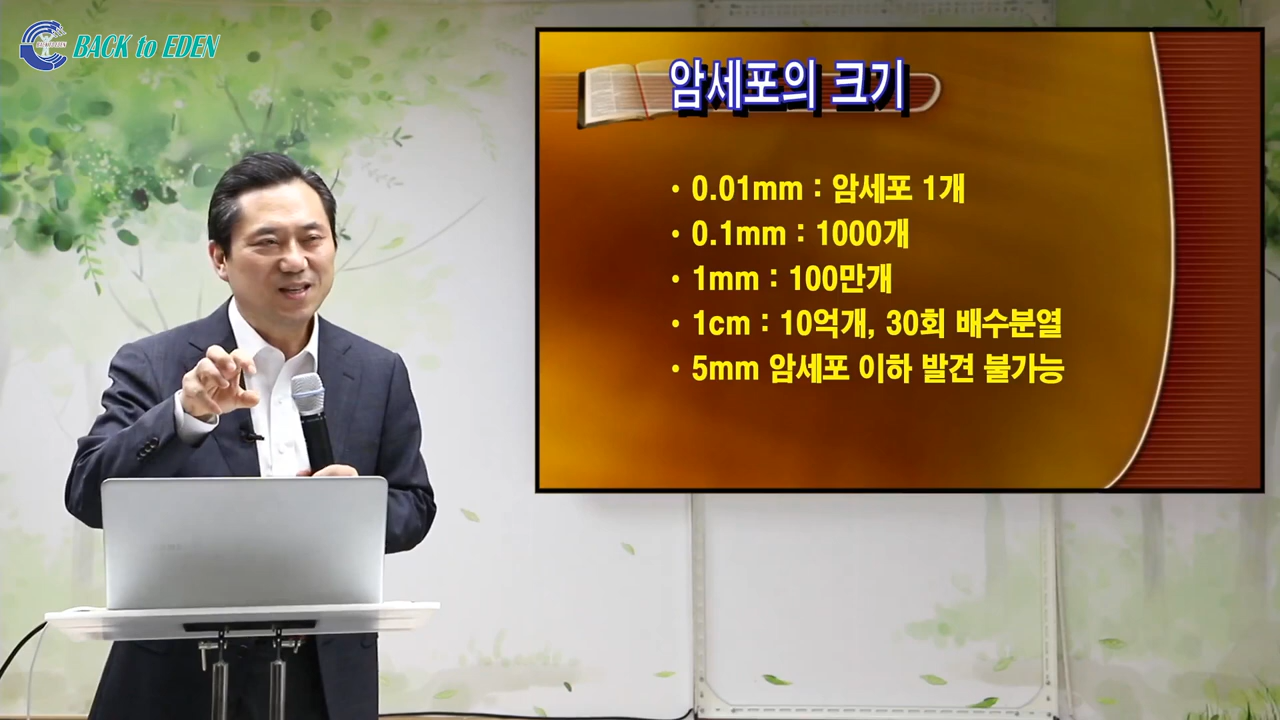 BACK to EDEN
암세포의 크기
• 0.01mm : 암세포 1개
• 0.1mm : 1000개
• 1mm : 100만개
• 1cm : 10억개, 30회 배수분열
• 5mm 암세포 이하 발견 불가능